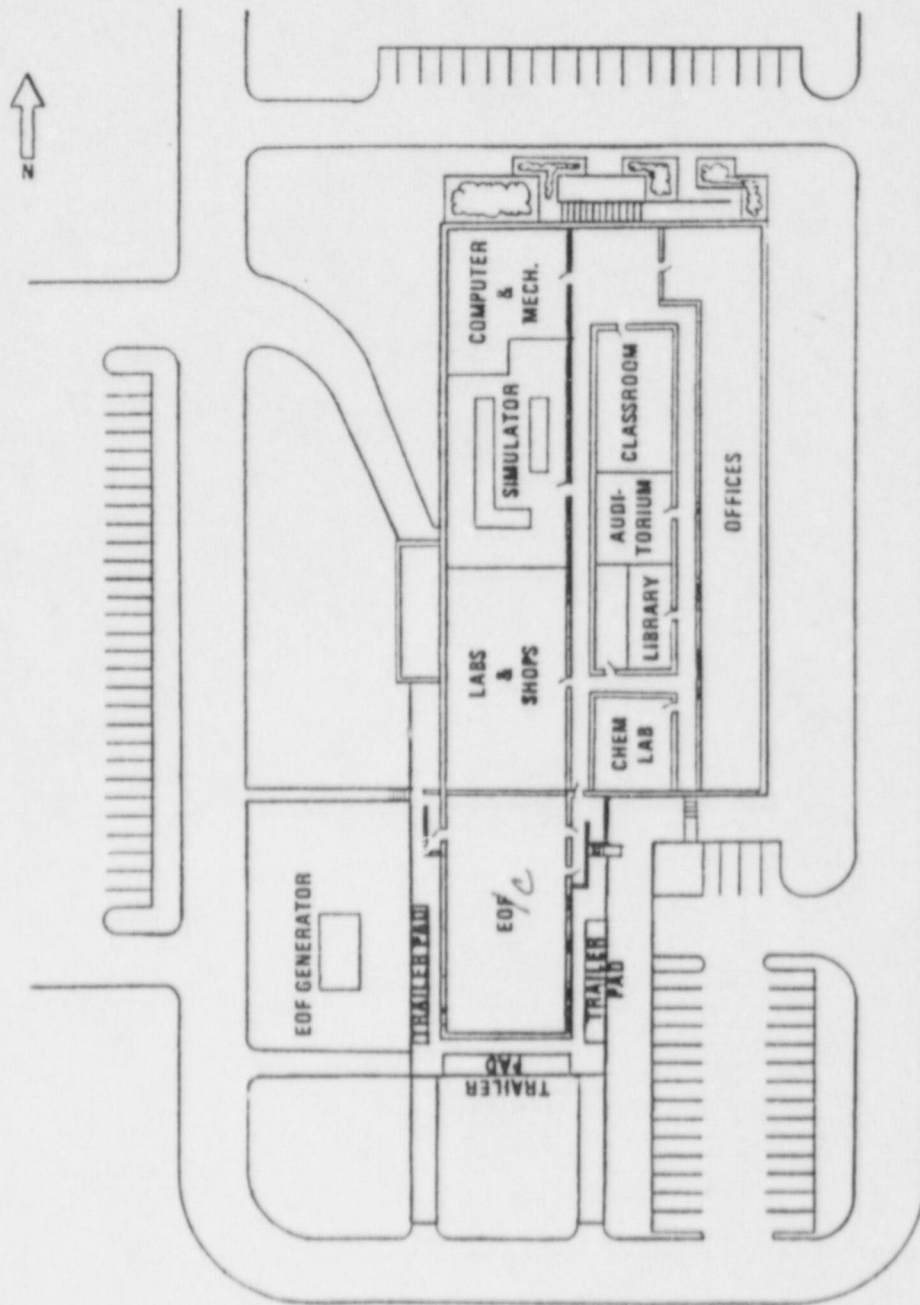 N
COMPUTER
&
MECH.
SIMULATOR
CLASSROOM
AUDI-
TORIUM
OFFICES
LABS
&
SHOPS
LIBRARY
CHEM
LAB
EOF/C
EOF GENERATOR
TRAILER PAD
TRAILER
PAD
TRAILER
PAD